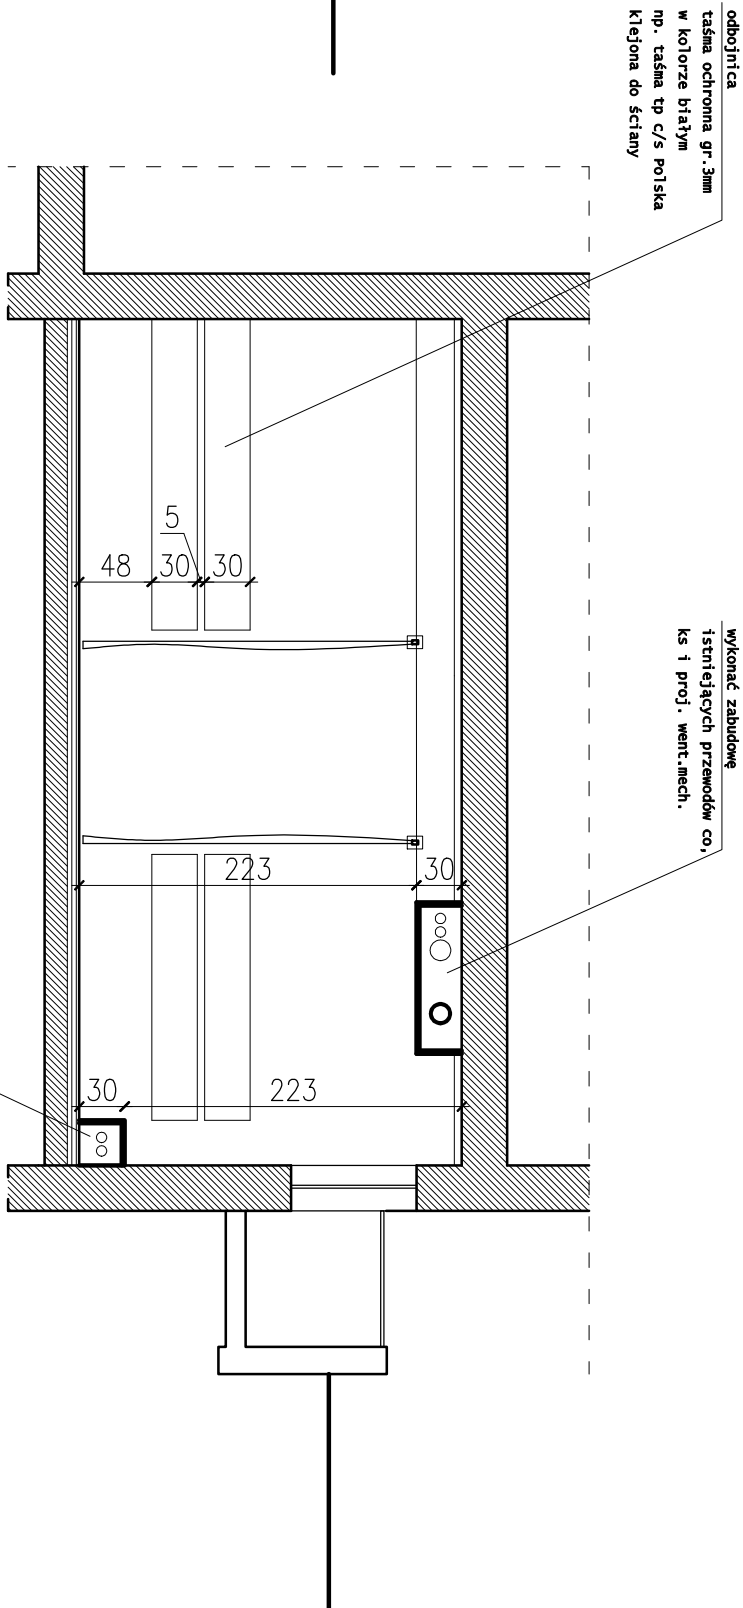 odbojnica
taśma ochronna gr.3mm
w kolorze białym
np. taśma tp c/s Polska
klejona do ściany
wykonać zabudowę
istniejących przewodów co,
ks i proj. went.mech.
5
48 30 30
223 30
30 223